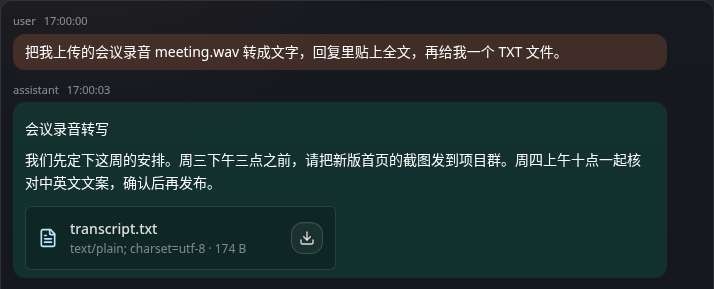 user 17:00:00
把我上传的会议录音 meeting.wav 转成文字，回复里贴上全文，再给我一个 TXT 文件。
assistant 17:00:03
会议录音转写
我们先定下这周的安排。周三下午三点之前，请把新版首页的截图发到项目群。周四上午十点一起核
对中英文文案，确认后再发布。
transcript.txt
text/plain; charset=utf-8 · 174 B